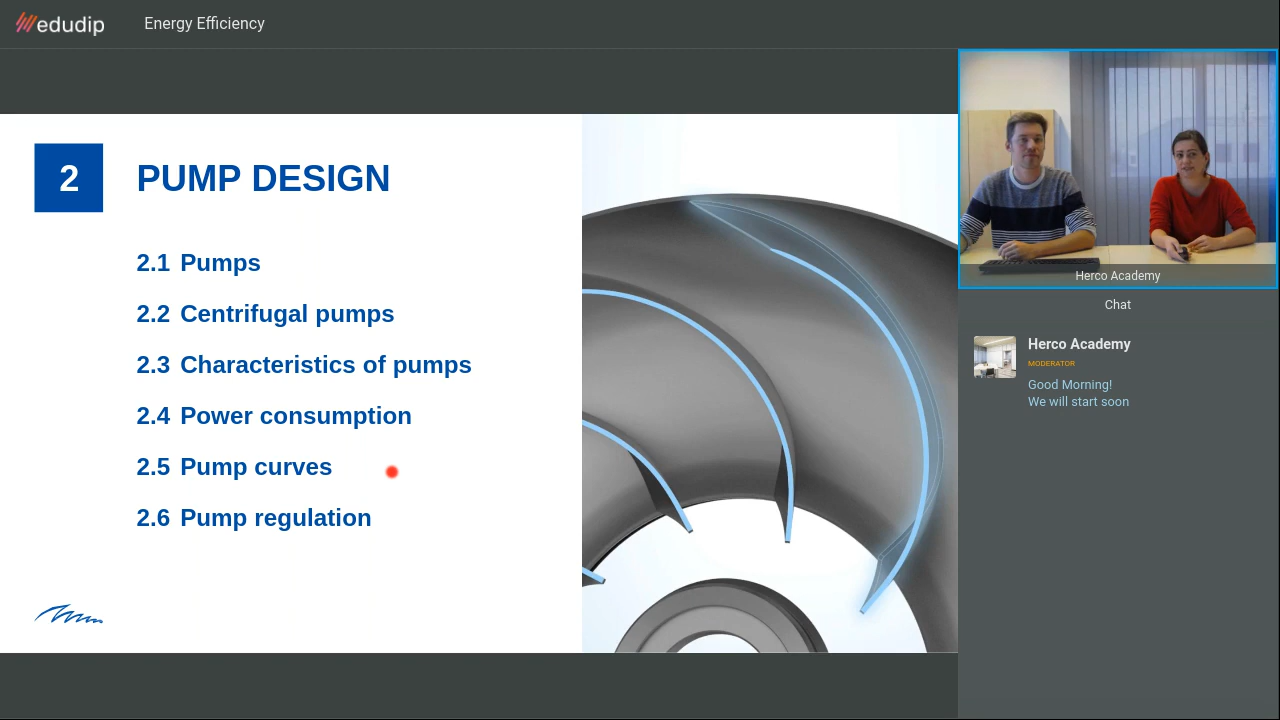 edudip
Energy Efficiency
2
PUMP DESIGN
2.1 Pumps
2.2 Centrifugal pumps
2.3 Characteristics of pumps
2.4 Power consumption
2.5 Pump curves
2.6 Pump regulation
Herco Academy
Chat
Herco Academy
MODERATOR
Good Morning!
We will start soon